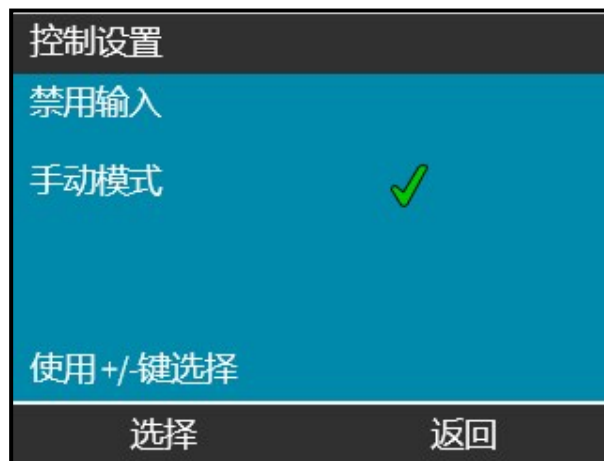 控制设置
禁用输入
手动模式
使用+/-键选择
选择 返回